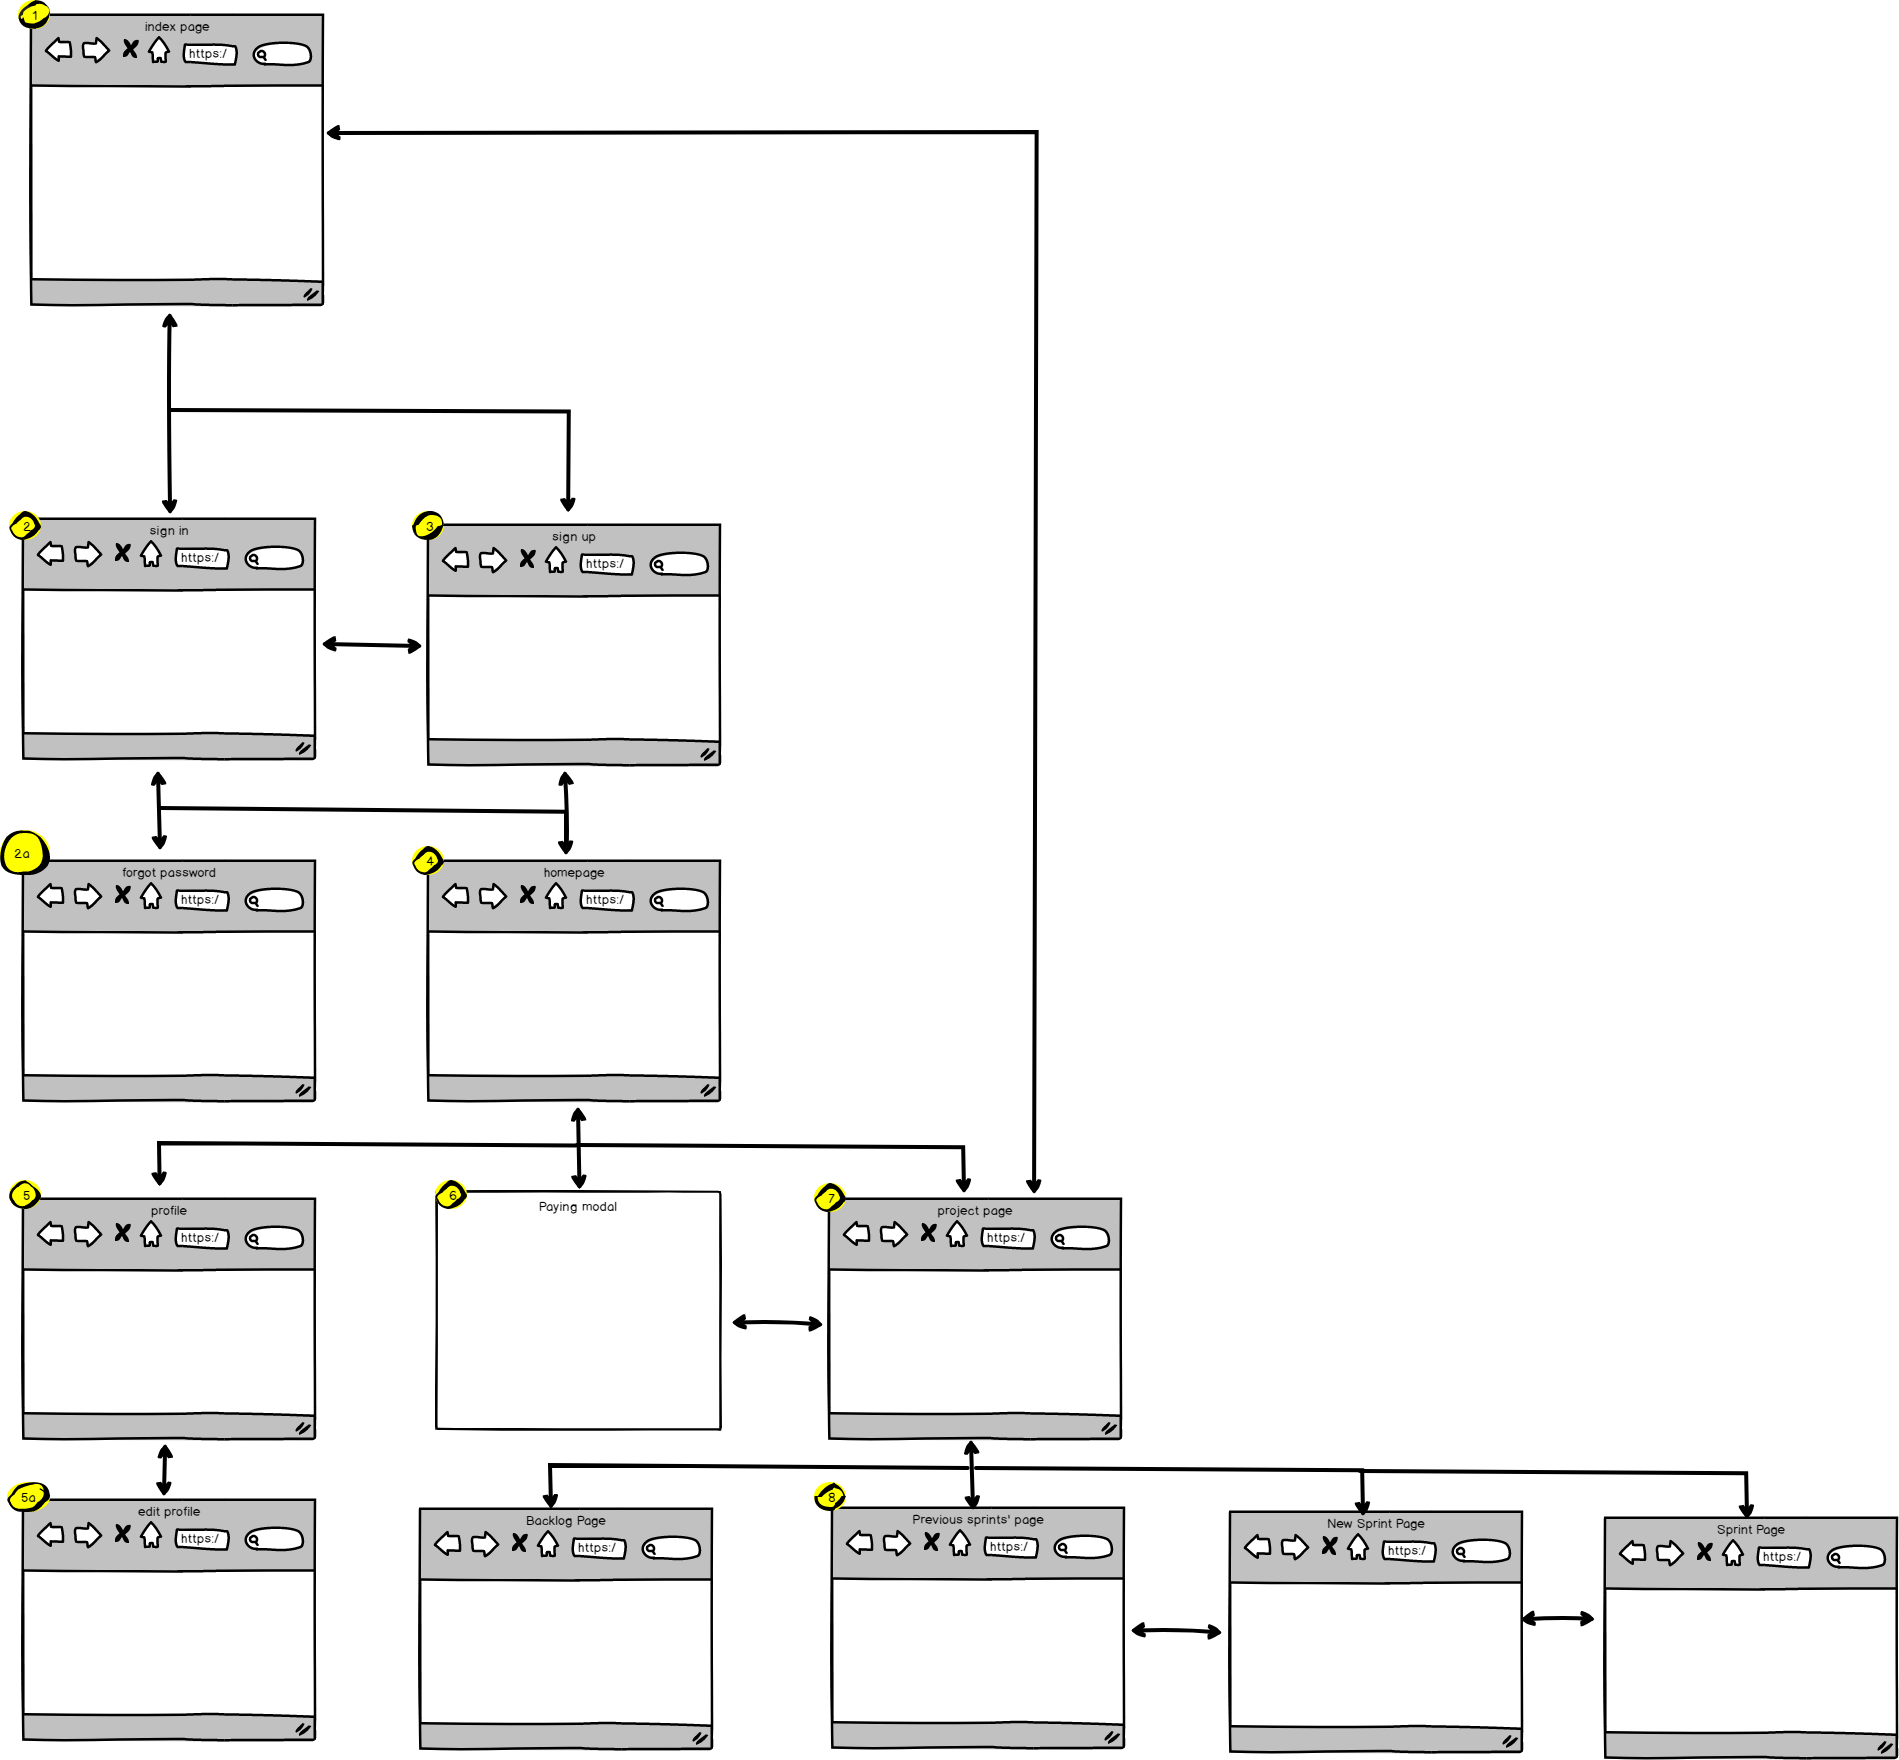 1
index page
https:/
2
sign in
https:/
3
sign up
https:/
2a
forgot password
https:/
4
homepage
https:/
5
profile
https:/
6
Paying modal
7
project page
https:/
5a
edit profile
https:/
Backlog Page
https:/
8
Previous sprints' page
https:/
New Sprint Page
https:/
Sprint Page
https:/